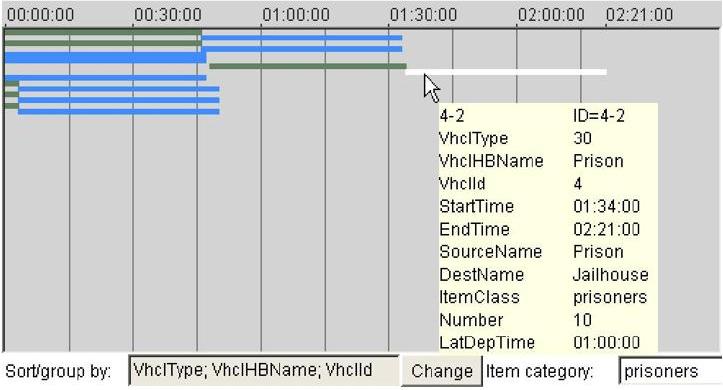 00:00:00 00:30:00 01:00:00 01:30:00 02:00:00 02:21:00
4-2 ID=4-2
VhclType 30
VhclHBName Prison
VhclId 4
StartTime 01:34:00
EndTime 02:21:00
SourceName Prison
DestName Jailhouse
ItemClass prisoners
Number 10
LatDepTime 01:00:00
Sort/group by: VhclType; VhclHBName; VhclId Change Item category: prisoners